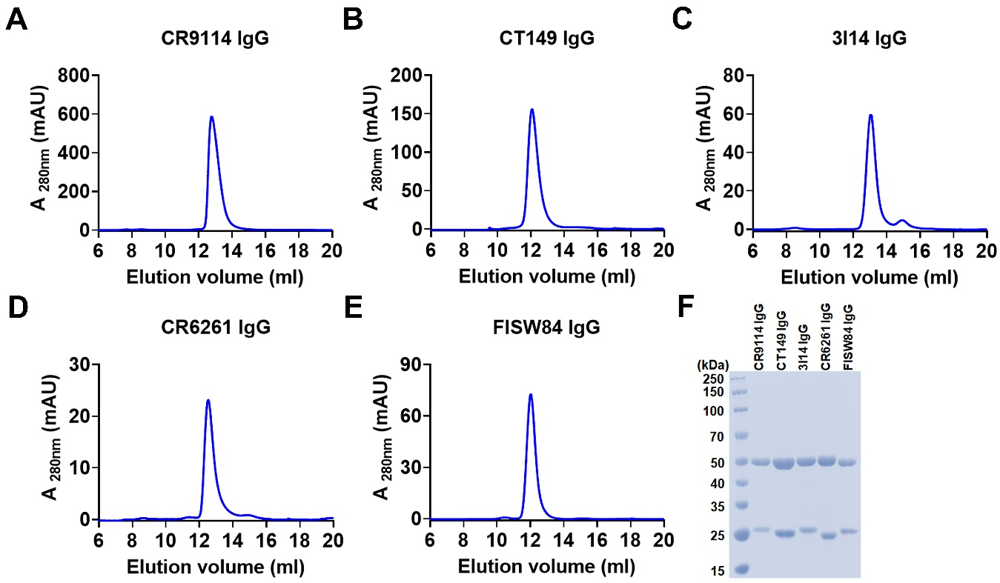 A
CR9114 IgG
A 280nm (mAU)
800
600
400
200
0
6 8 10 12 14 16 18 20
Elution volume (ml)
B
CT149 IgG
A 280nm (mAU)
200
150
100
50
0
6 8 10 12 14 16 18 20
Elution volume (ml)
C
3I14 IgG
A 280nm (mAU)
80
60
40
20
0
6 8 10 12 14 16 18 20
Elution volume (ml)
D
CR6261 IgG
A 280nm (mAU)
30
20
10
0
6 8 10 12 14 16 18 20
Elution volume (ml)
E
FISW84 IgG
A 280nm (mAU)
90
60
30
0
6 8 10 12 14 16 18 20
Elution volume (ml)
F
CR9114 IgG
CT149 IgG
3I14 IgG
CR6261 IgG
FISW84 IgG
(kDa)
250
150
100
70
50
40
35
25
15